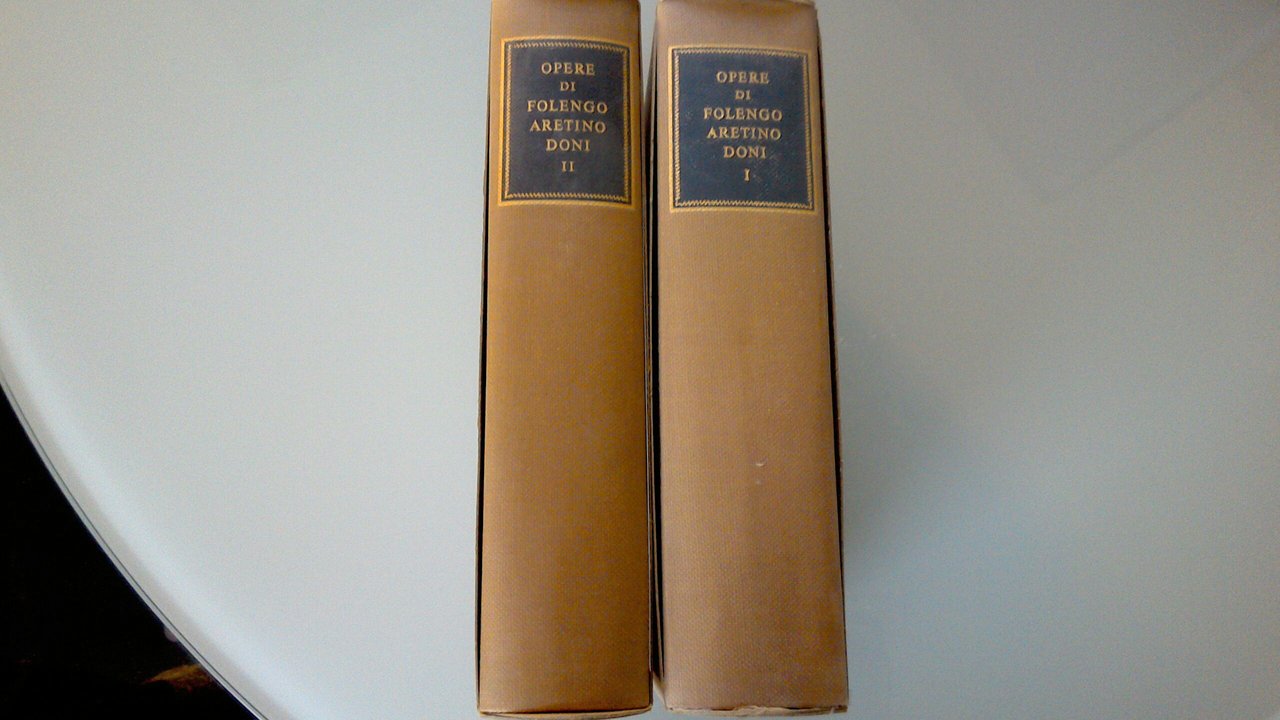 OPERE
DI
FOLENGO
ARETINO
DONI
II
OPERE
DI
FOLENGO
ARETINO
DONI
I